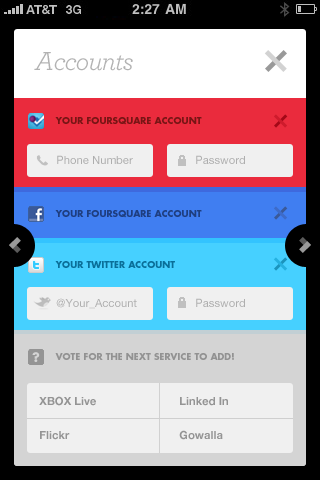 AT&T 3G 2:27 AM
Accounts
YOUR FOURSQUARE ACCOUNT
Phone Number Password
f YOUR FOURSQUARE ACCOUNT
t YOUR TWITTER ACCOUNT
@Your_Account Password
? VOTE FOR THE NEXT SERVICE TO ADD!
XBOX Live Linked In
Flickr Gowalla